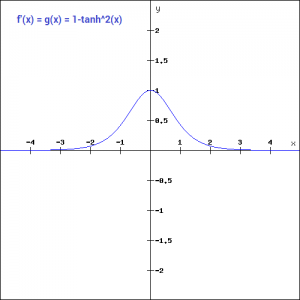 y
f'(x) = g(x) = 1-tanh^2(x)
2
1.5
1
0.5
x
-4 -3 -2 -1 1 2 3 4
-0.5
-1
-1.5
-2